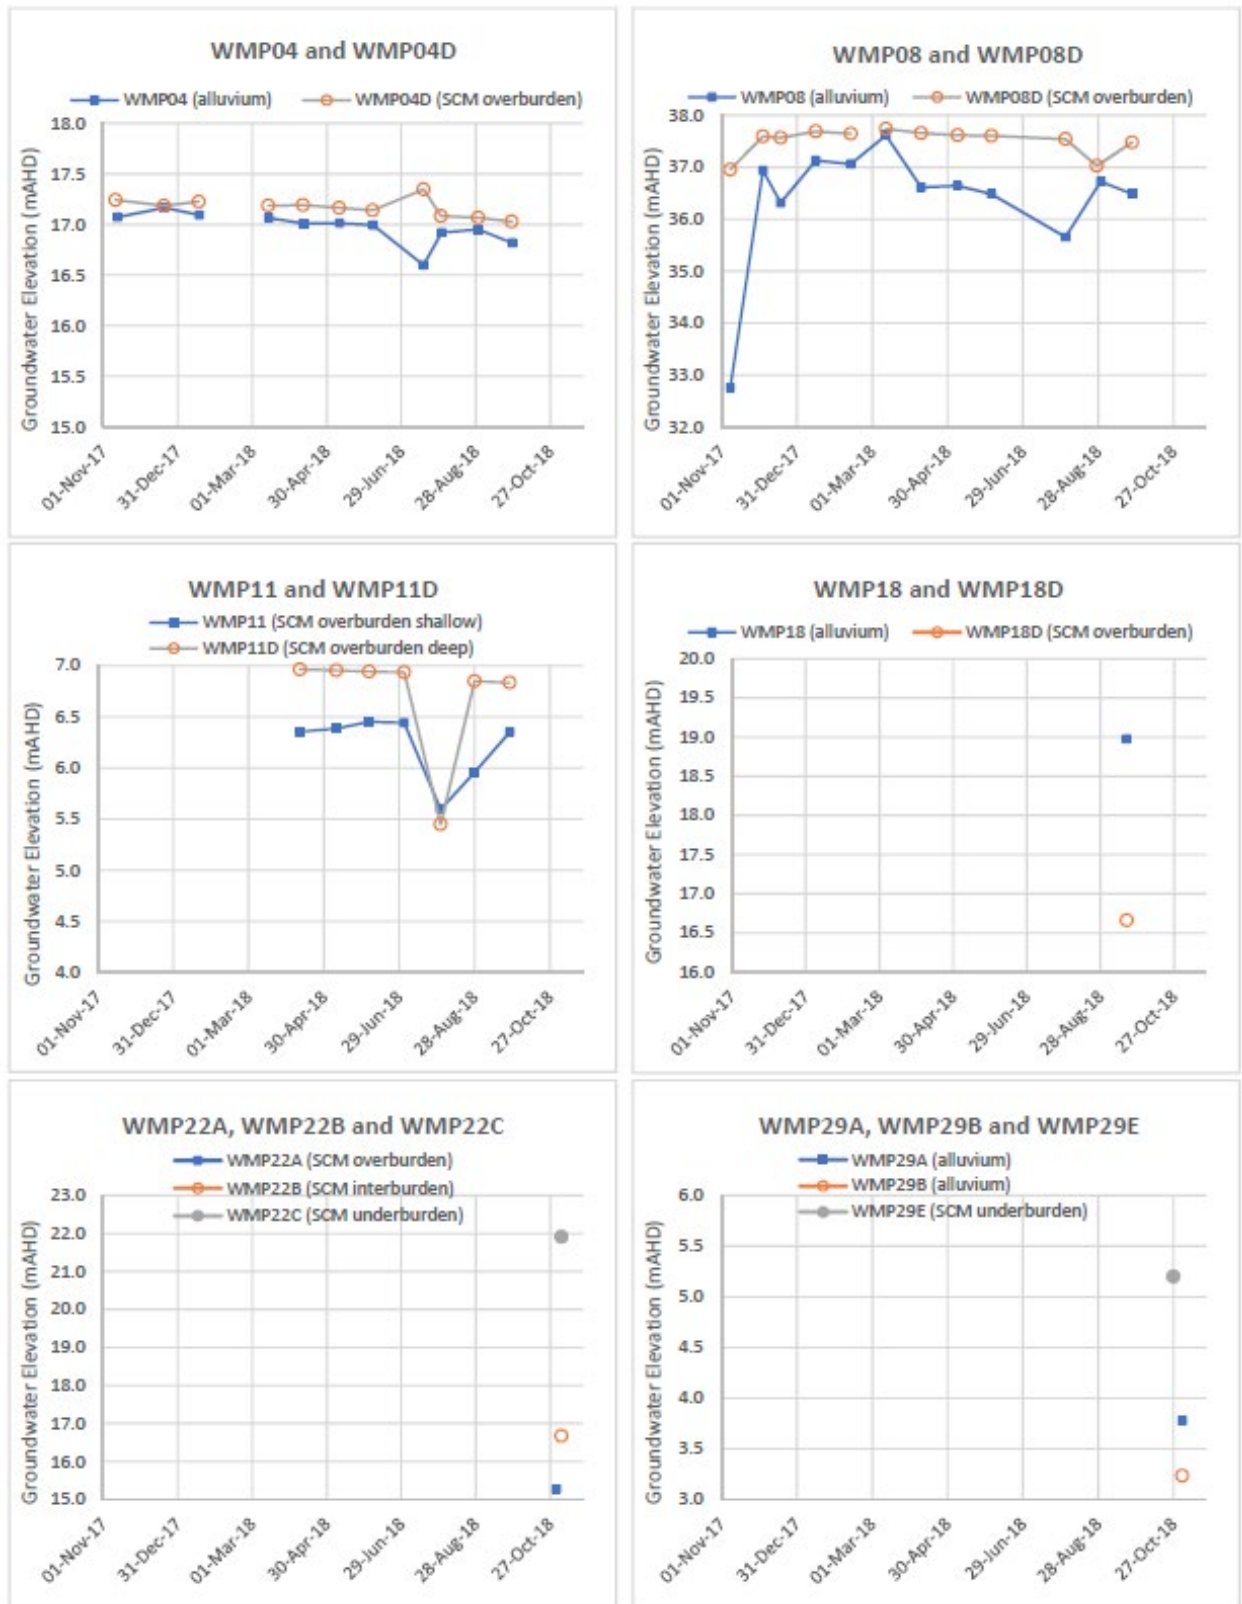 WMP04 and WMP04D
WMP04 (alluvium) WMP04D (SCM overburden)
Groundwater Elevation (mAHD)
18.0
17.5
17.0
16.5
16.0
15.5
15.0
01-Nov-17 31-Dec-17 01-Mar-18 30-Apr-18 29-Jun-18 28-Aug-18 27-Oct-18
WMP08 and WMP08D
WMP08 (alluvium) WMP08D (SCM overburden)
Groundwater Elevation (mAHD)
38.0
37.0
36.0
35.0
34.0
33.0
32.0
01-Nov-17 31-Dec-17 01-Mar-18 30-Apr-18 29-Jun-18 28-Aug-18 27-Oct-18
WMP11 and WMP11D
WMP11 (SCM overburden shallow)
WMP11D (SCM overburden deep)
Groundwater Elevation (mAHD)
7.0
6.5
6.0
5.5
5.0
4.5
4.0
01-Nov-17 31-Dec-17 01-Mar-18 30-Apr-18 29-Jun-18 28-Aug-18 27-Oct-18
WMP18 and WMP18D
WMP18 (alluvium) WMP18D (SCM overburden)
Groundwater Elevation (mAHD)
20.0
19.5
19.0
18.5
18.0
17.5
17.0
16.5
16.0
01-Nov-17 31-Dec-17 01-Mar-18 30-Apr-18 29-Jun-18 28-Aug-18 27-Oct-18
WMP22A, WMP22B and WMP22C
WMP22A (SCM overburden)
WMP22B (SCM interburden)
WMP22C (SCM underburden)
Groundwater Elevation (mAHD)
23.0
22.0
21.0
20.0
19.0
18.0
17.0
16.0
15.0
01-Nov-17 31-Dec-17 01-Mar-18 30-Apr-18 29-Jun-18 28-Aug-18 27-Oct-18
WMP29A, WMP29B and WMP29E
WMP29A (alluvium)
WMP29B (alluvium)
WMP29E (SCM underburden)
Groundwater Elevation (mAHD)
6.0
5.5
5.0
4.5
4.0
3.5
3.0
01-Nov-17 31-Dec-17 01-Mar-18 30-Apr-18 29-Jun-18 28-Aug-18 27-Oct-18